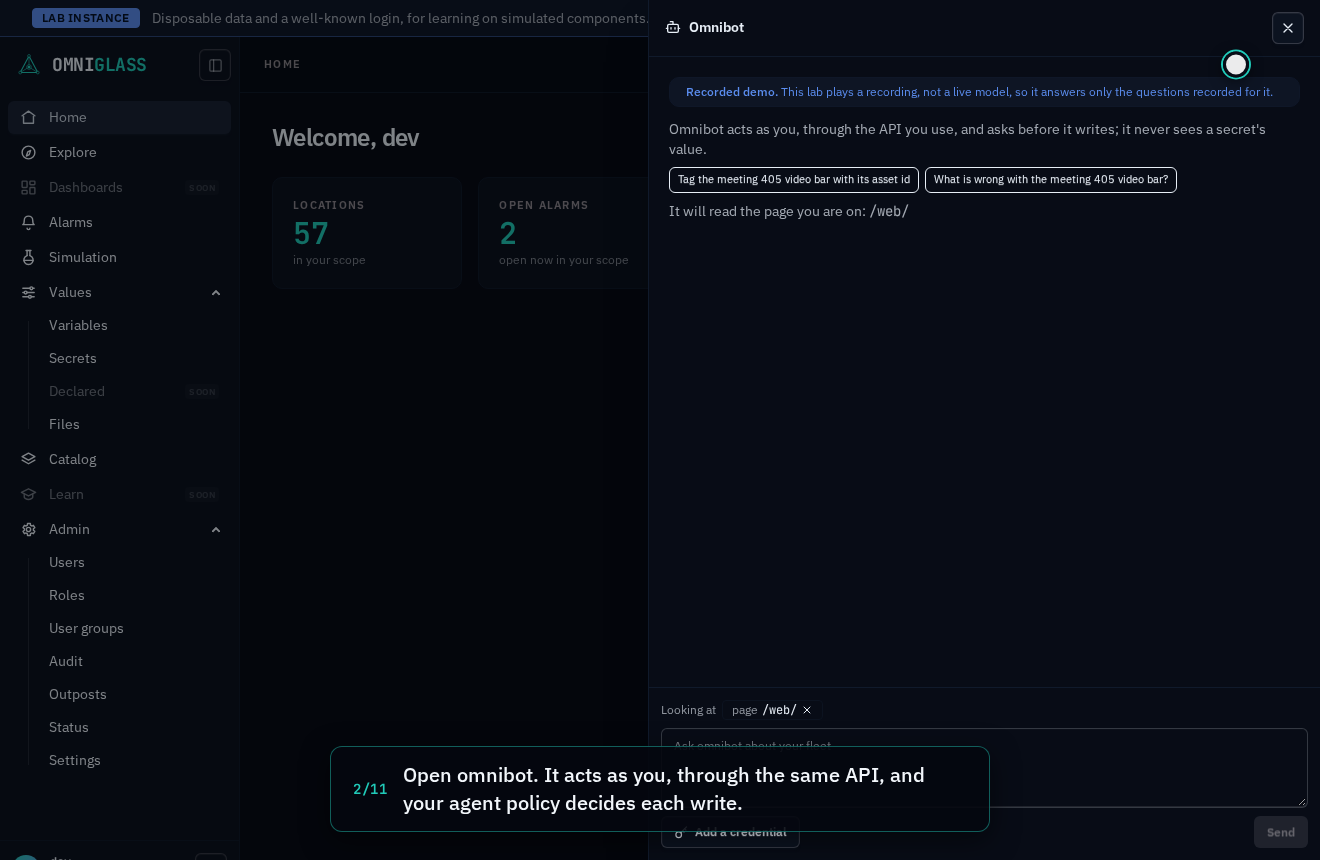 LAB INSTANCE Disposable data and a well-known login, for learning on simulated components.
OMNIGLASS
Home
Explore
Dashboards SOON
Alarms
Simulation
Values
Variables
Secrets
Declared SOON
Files
Catalog
Learn SOON
Admin
Users
Roles
User groups
Audit
Outposts
Status
Settings
HOME
Welcome, dev
LOCATIONS
57
in your scope
OPEN ALARMS
2
open now in your scope
Omnibot
Recorded demo. This lab plays a recording, not a live model, so it answers only the questions recorded for it.
Omnibot acts as you, through the API you use, and asks before it writes; it never sees a secret's
value.
Tag the meeting 405 video bar with its asset id
What is wrong with the meeting 405 video bar?
It will read the page you are on: /web/
Looking at page /web/
Ask omnibot about your fleet
2/11 Open omnibot. It acts as you, through the same API, and
your agent policy decides each write.
Add a credential
Send